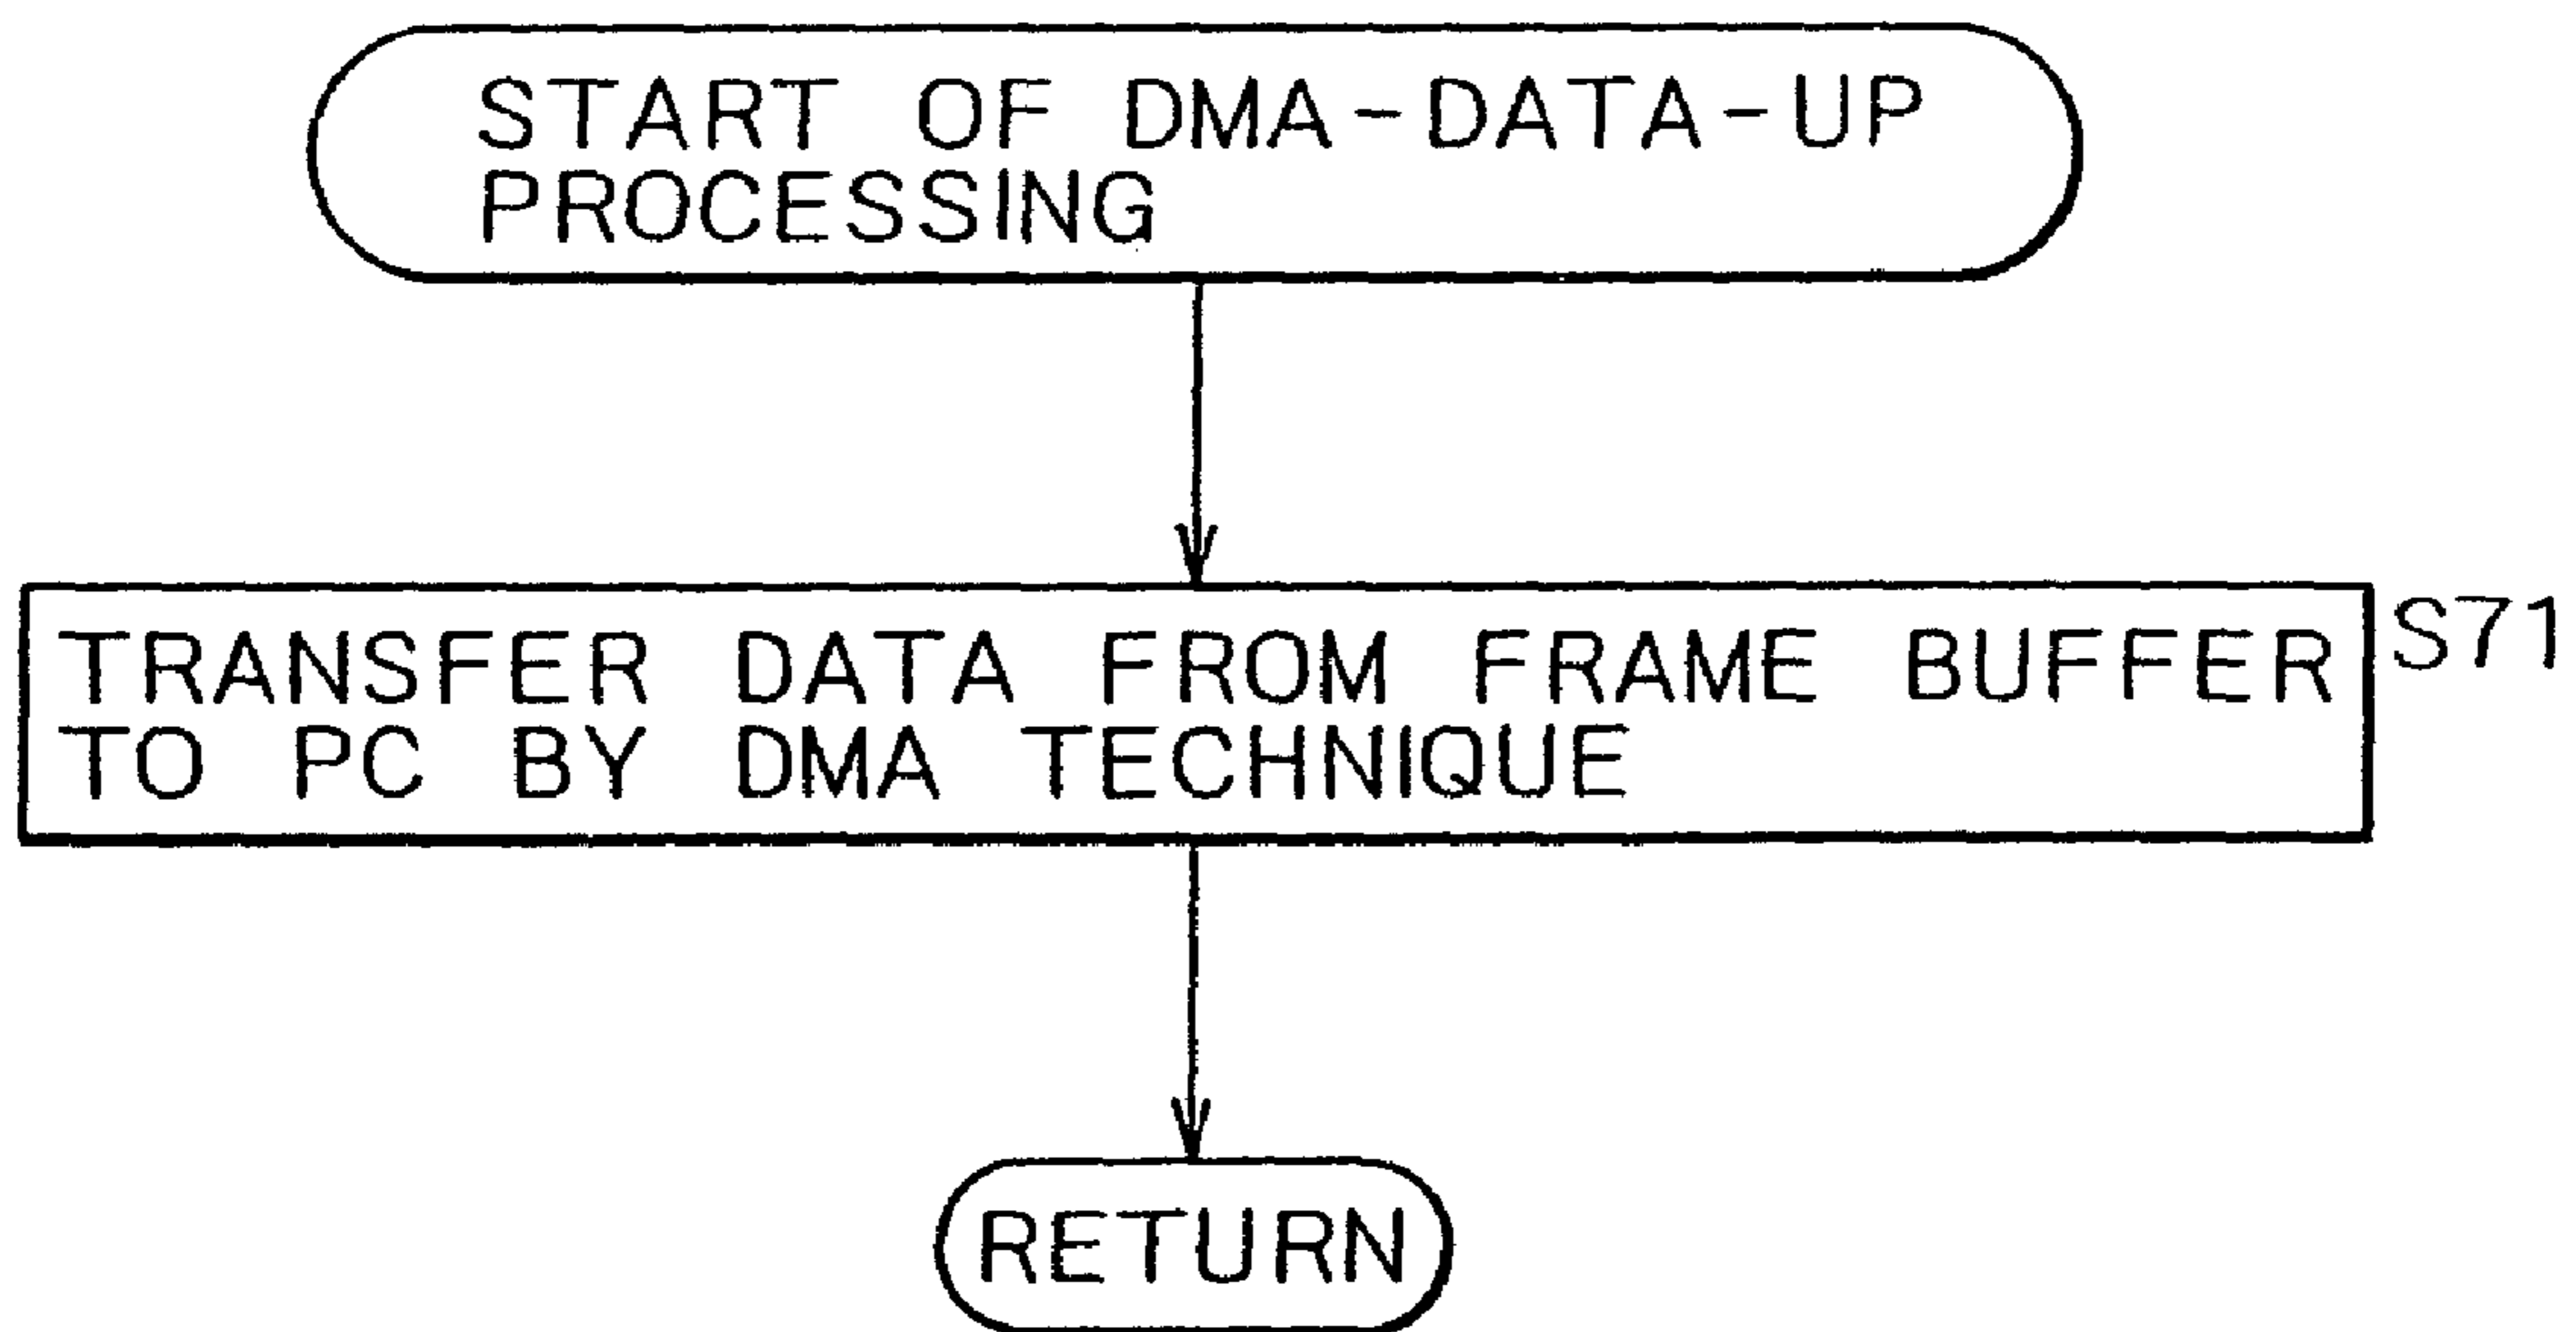 START OF DMA-DATA-UP
PROCESSING
TRANSFER DATA FROM FRAME BUFFER
TO PC BY DMA TECHNIQUE
S71
RETURN